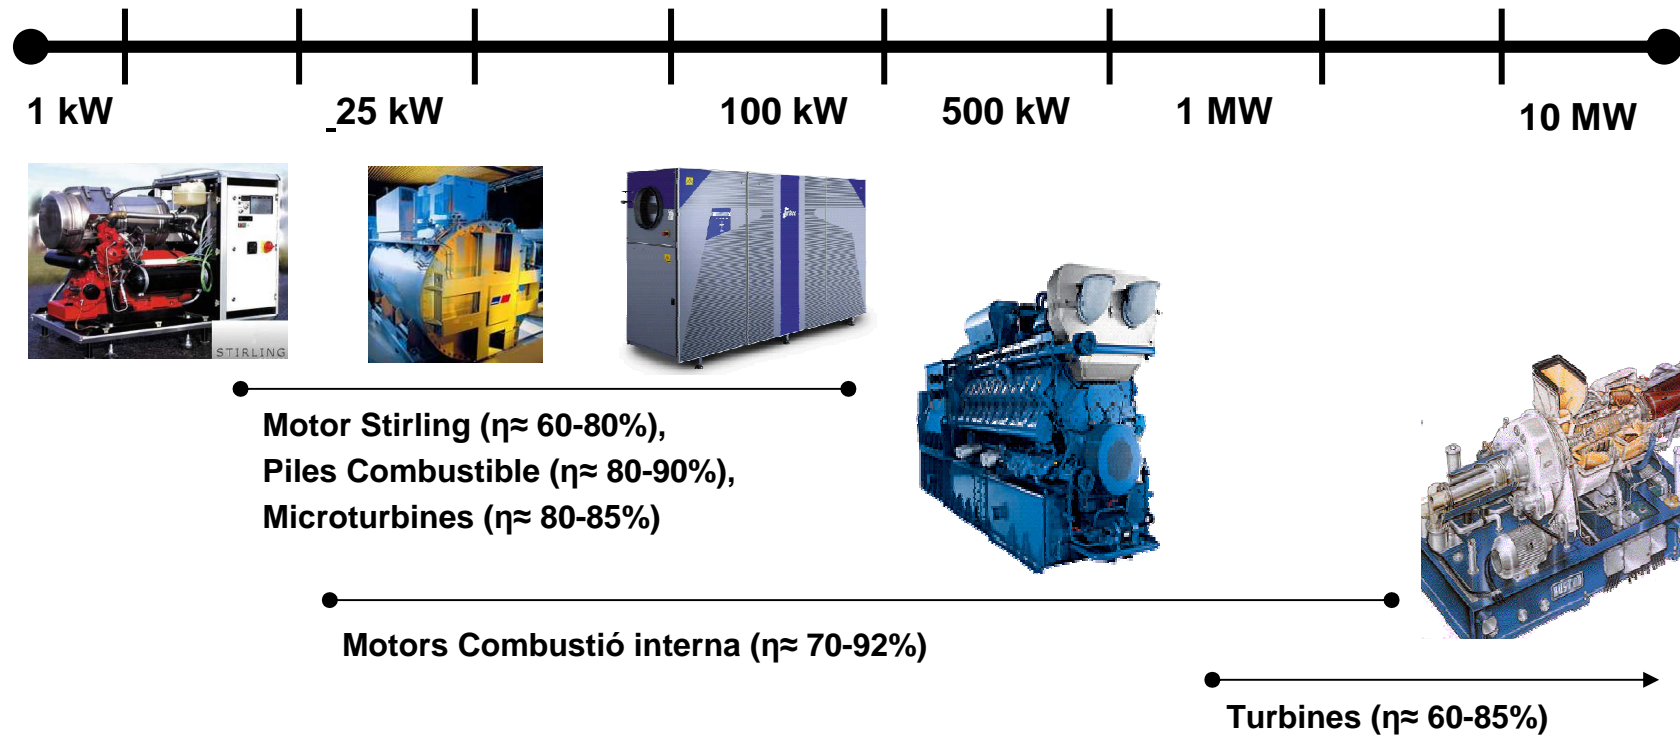 1 kW
_25 kW
100 kW
500 kW
1 MW
10 MW
STIRLING
Motor Stirling (η≈ 60-80%),
Piles Combustible (η≈ 80-90%),
Microturbines (η≈ 80-85%)
Motors Combustió interna (η≈ 70-92%)
Turbines (η≈ 60-85%)